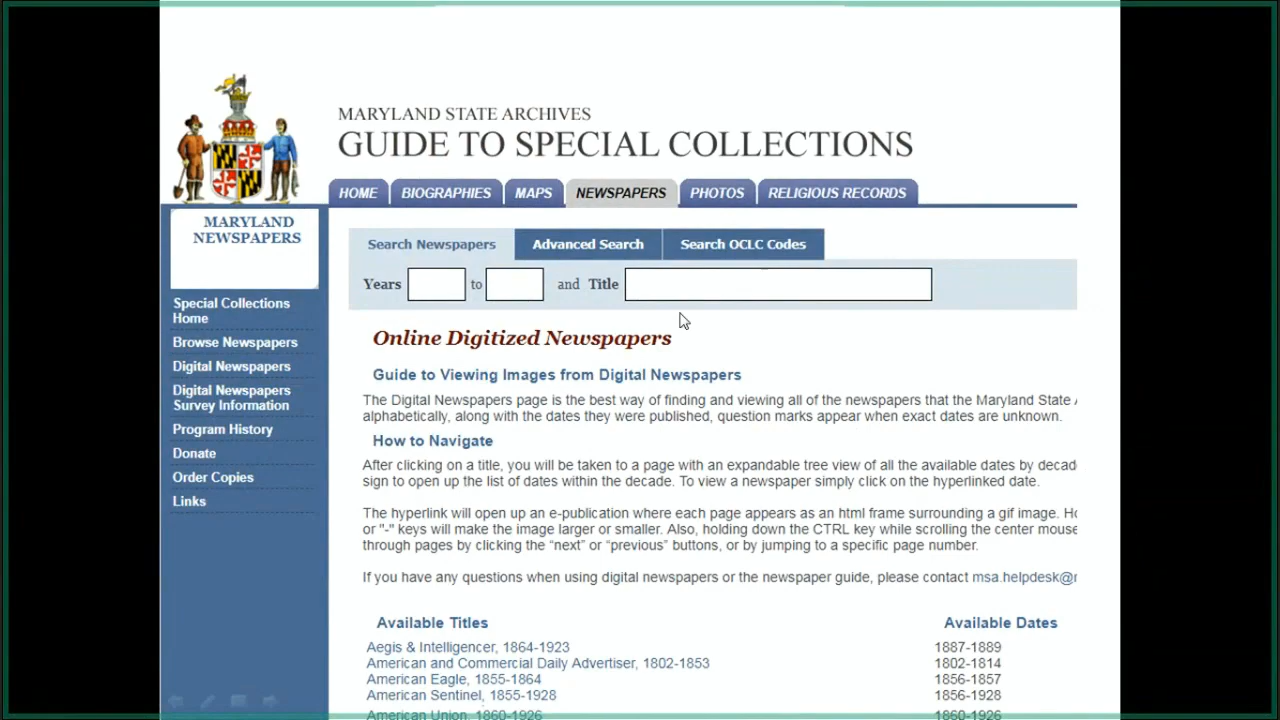 MARYLAND STATE ARCHIVES
GUIDE TO SPECIAL COLLECTIONS
HOME BIOGRAPHIES MAPS NEWSPAPERS PHOTOS RELIGIOUS RECORDS
MARYLAND
NEWSPAPERS
Special Collections
Home
Browse Newspapers
Digital Newspapers
Digital Newspapers
Survey Information
Program History
Donate
Order Copies
Links
Search Newspapers Advanced Search Search OCLC Codes
Years to and Title
Online Digitized Newspapers
Guide to Viewing Images from Digital Newspapers
The Digital Newspapers page is the best way of finding and viewing all of the newspapers that the Maryland State
alphabetically, along with the dates they were published, question marks appear when exact dates are unknown.
How to Navigate
After clicking on a title, you will be taken to a page with an expandable tree view of all the available dates by decad
sign to open up the list of dates within the decade. To view a newspaper simply click on the hyperlinked date.
The hyperlink will open up an e-publication where each page appears as an html frame surrounding a gif image. Ho
or "-" keys will make the image larger or smaller. Also, holding down the CTRL key while scrolling the center mouse
through pages by clicking the “next” or “previous” buttons, or by jumping to a specific page number.
If you have any questions when using digital newspapers or the newspaper guide, please contact msa.helpdesk@
Available Titles Available Dates
Aegis & Intelligencer, 1864-1923 1887-1889
American and Commercial Daily Advertiser, 1802-1853 1802-1814
American Eagle, 1855-1864 1856-1857
American Sentinel, 1855-1928 1856-1928
American Union, 1860-1926 1860-1926